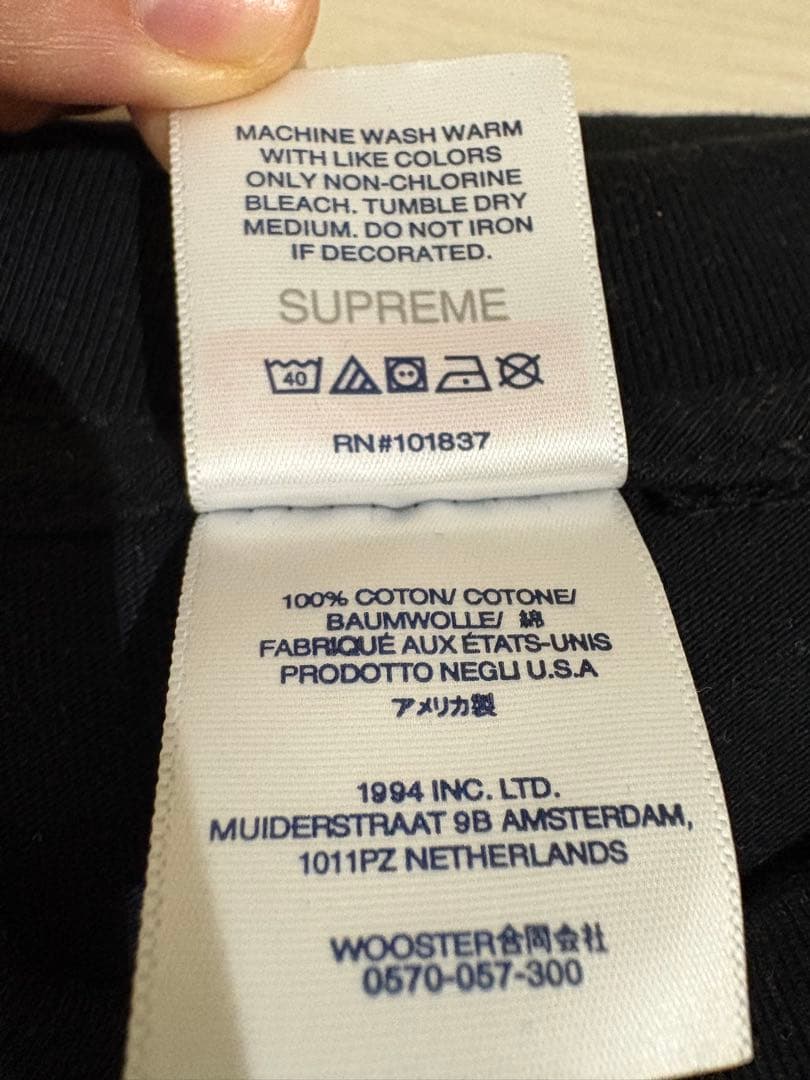 MACHINE WASH WARM
WITH LIKE COLORS
ONLY NON-CHLORINE
BLEACH. TUMBLE DRY
MEDIUM. DO NOT IRON
IF DECORATED.
SUPREME
40
RN#101837
100% COTON/ COTONE/
BAUMWOLLE/ 綿
FABRIQUÉ AUX ÉTATS-UNIS
PRODOTTO NEGLI U.S.A
アメリカ製
1994 INC. LTD.
MUIDERSTRAAT 9B AMSTERDAM,
1011PZ NETHERLANDS
WOOSTER合同会社
0570-057-300